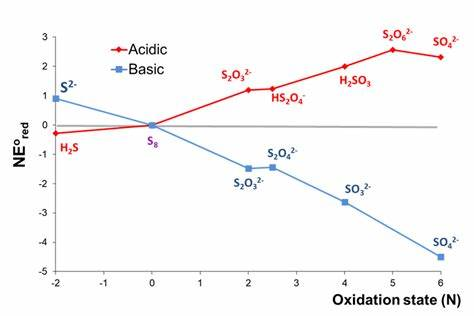 3
2
1
0
-1
-2
-3
-4
-5
NE°red
Acidic
Basic
S2-
H2S
S8
S2O32-
HS2O4-
H2SO3
S2O62-
SO42-
S2O32-
S2O42-
SO32-
SO42-
-2 -1 0 1 2 3 4 5 6
Oxidation state (N)